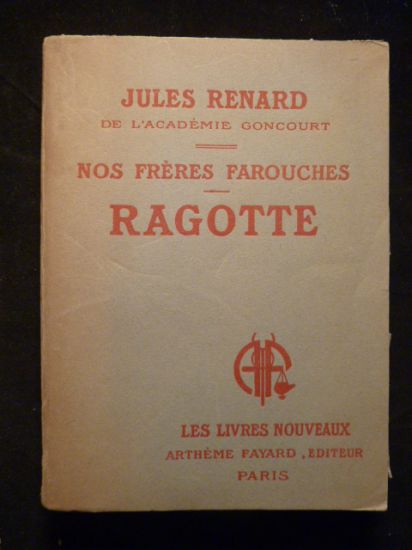 JULES RENARD
DE L'ACADÉMIE GONCOURT
NOS FRÈRES FAROUCHES
RAGOTTE
LES LIVRES NOUVEAUX
ARTHÈME FAYARD, EDITEUR
PARIS